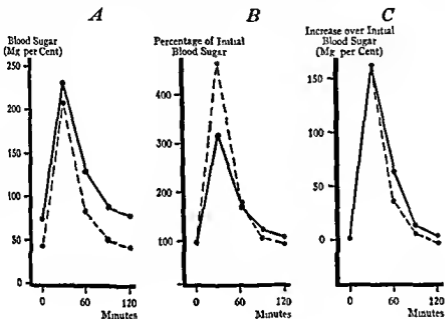 A
Blood Sugar
(Mg per Cent)
250
200
150
100
50
0
0 60 120
Minutes
B
Percentage of Initial
Blood Sugar
400
300
200
100
0 60 120
Minutes
C
Increase over Initial
Blood Sugar
(Mg per Cent)
150
100
50
0
0 60 120
Minutes